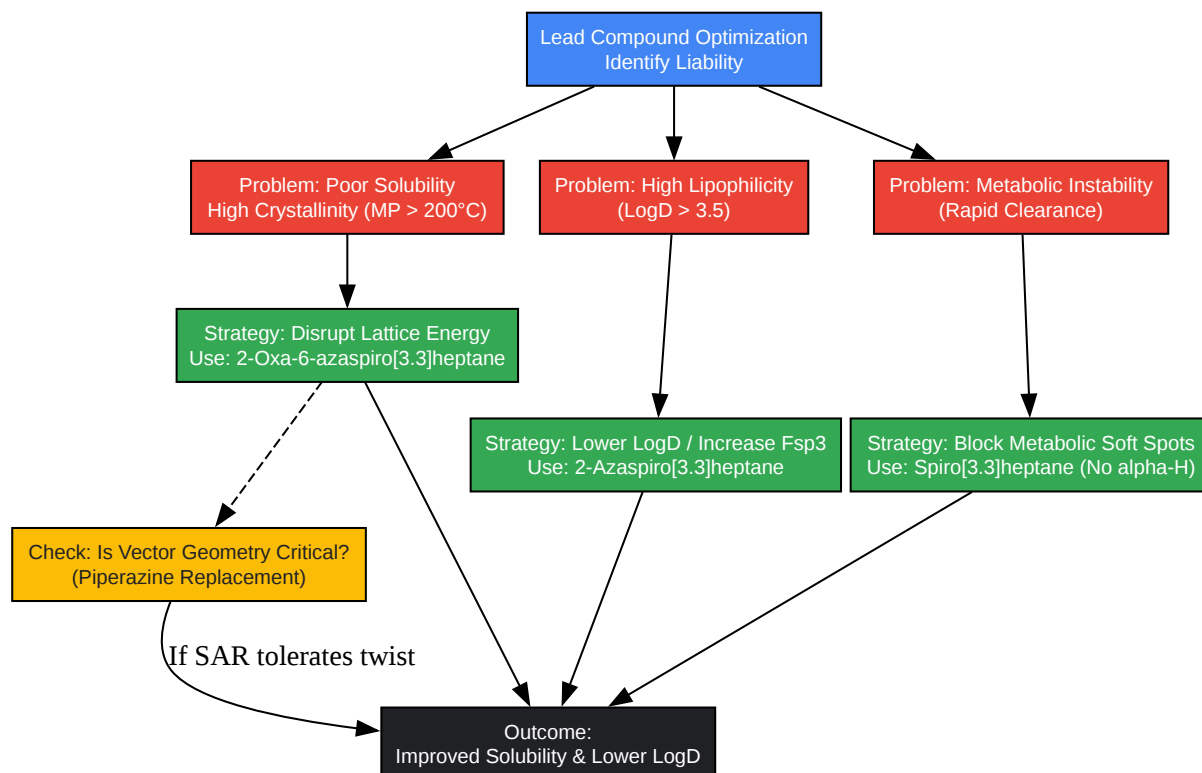 Lead Compound Optimization
Identify Liability
Problem: Poor Solubility
High Crystallinity (MP > 200°C)
Problem: High Lipophilicity
(LogD > 3.5)
Problem: Metabolic Instability
(Rapid Clearance)
Strategy: Disrupt Lattice Energy
Use: 2-Oxa-6-azaspiro[3.3]heptane
Strategy: Lower LogD / Increase Fsp3
Use: 2-Azaspiro[3.3]heptane
Strategy: Block Metabolic Soft Spots
Use: Spiro[3.3]heptane (No alpha-H)
Check: Is Vector Geometry Critical?
(Piperazine Replacement)
If SAR tolerates twist
Outcome:
Improved Solubility & Lower LogD